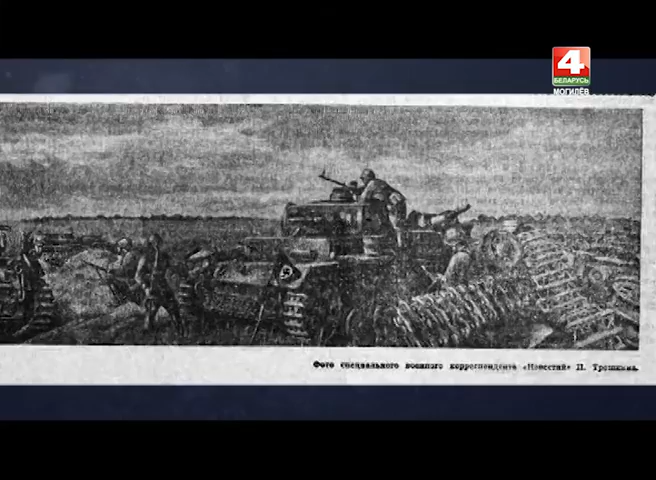 4
БЕЛАРУСЬ
МОГИЛЁВ
Фото специального военного корреспондента «Известий» П. Трошкина.